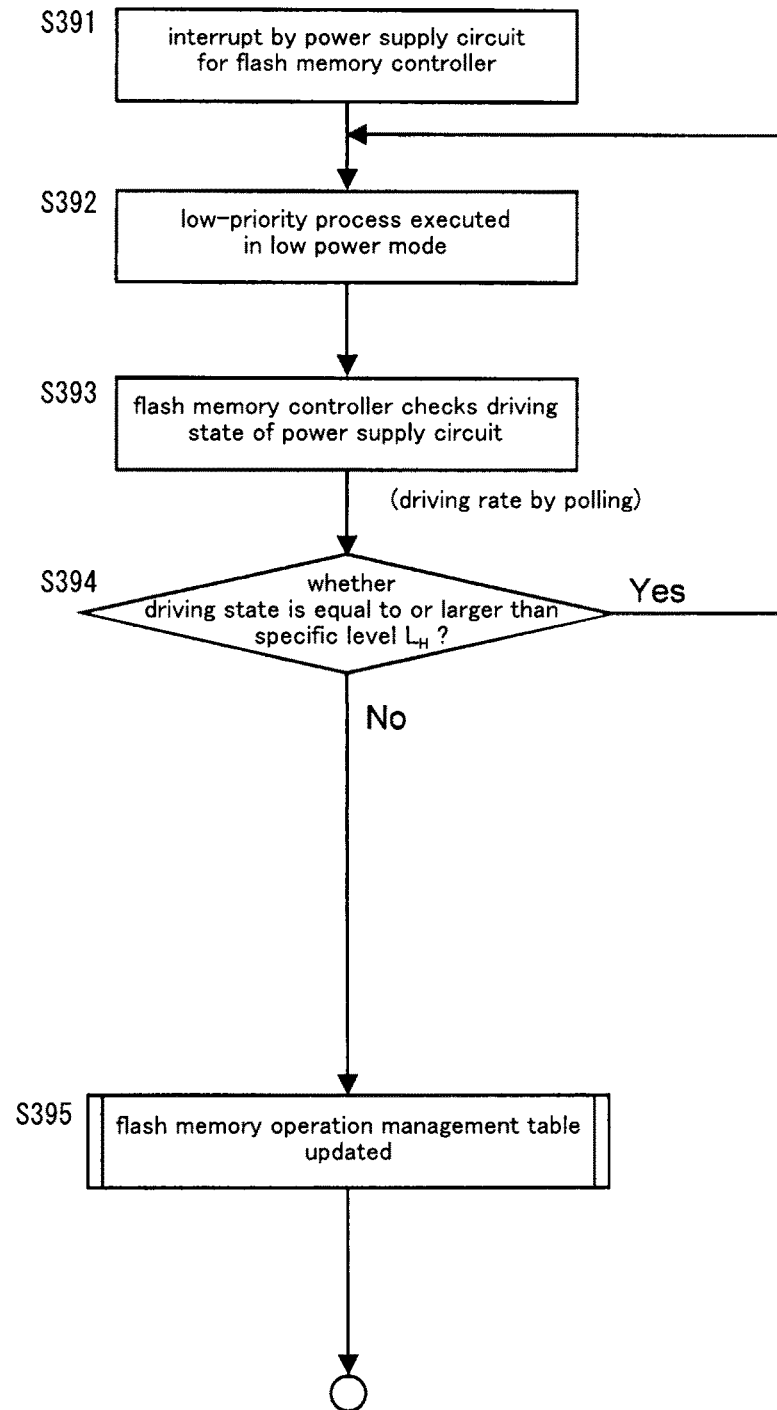 S391
interrupt by power supply circuit
for flash memory controller
S392
low-priority process executed
in low power mode
S393
flash memory controller checks driving
state of power supply circuit
(driving rate by polling)
S394
whether
driving state is equal to or larger than
specific level L_H ?
Yes
No
S395
flash memory operation management table
updated